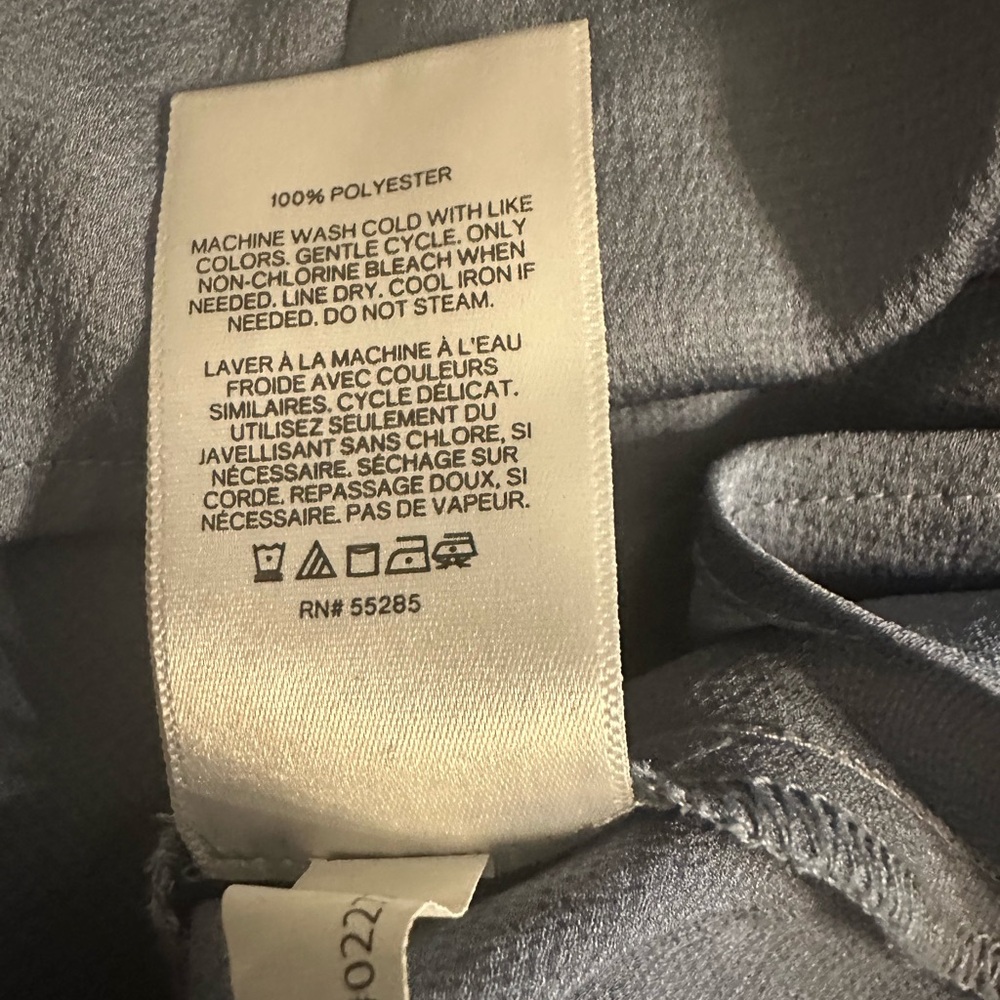 100% POLYESTER
MACHINE WASH COLD WITH LIKE
COLORS. GENTLE CYCLE. ONLY
NON-CHLORINE BLEACH WHEN
NEEDED. LINE DRY. COOL IRON IF
NEEDED. DO NOT STEAM.
LAVER À LA MACHINE À L'EAU
FROIDE AVEC COULEURS
SIMILAIRES. CYCLE DÉLICAT.
UTILISEZ SEULEMENT DU
JAVELLISANT SANS CHLORE, SI
NÉCESSAIRE. SÉCHAGE SUR
CORDE. REPASSAGE DOUX, SI
NÉCESSAIRE. PAS DE VAPEUR.
RN# 55285
022